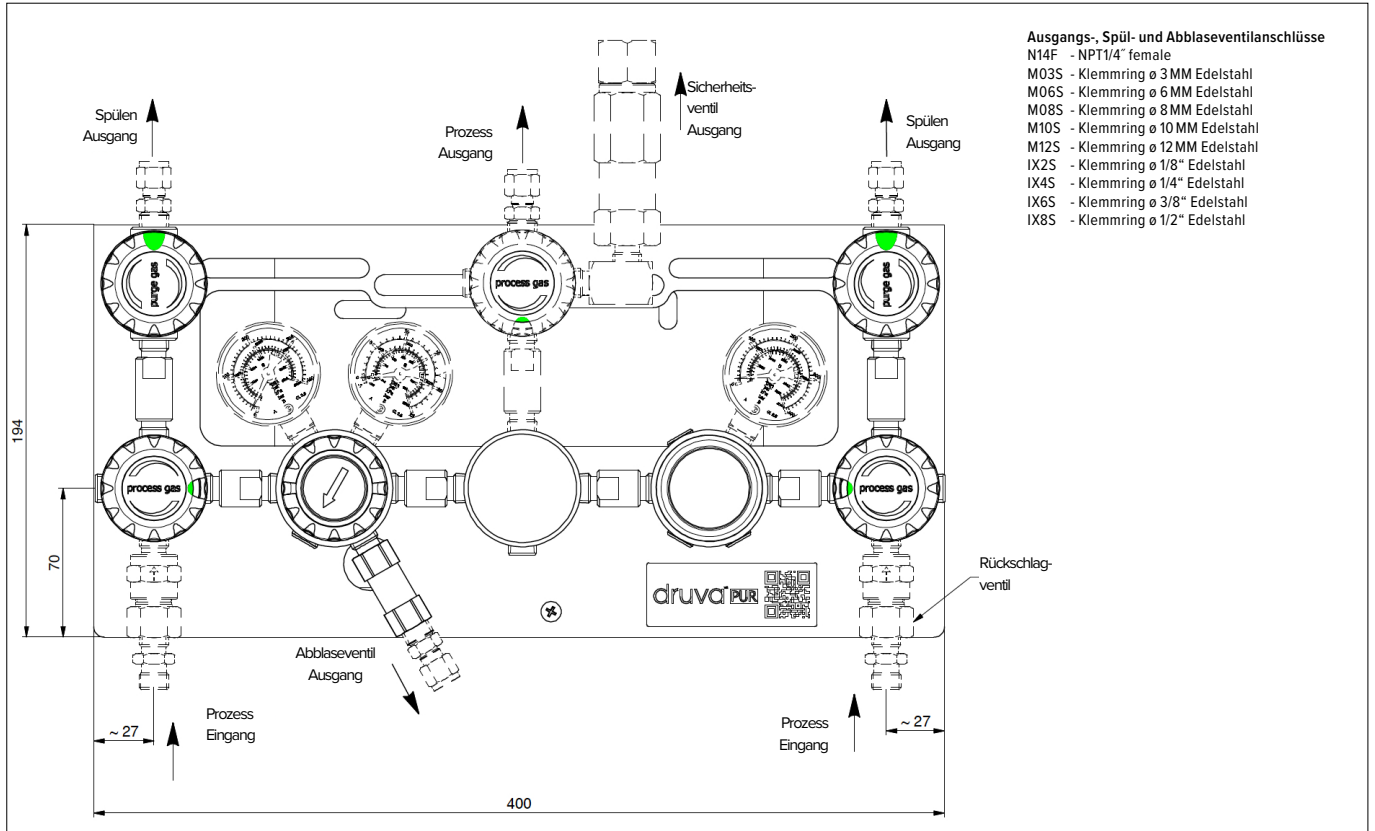 Ausgangs-, Spül- und Abblaseventilanschlüsse
N14F - NPT1/4˝ female
M03S - Klemmring ø 3 MM Edelstahl
M06S - Klemmring ø 6 MM Edelstahl
M08S - Klemmring ø 8 MM Edelstahl
M10S - Klemmring ø 10 MM Edelstahl
M12S - Klemmring ø 12 MM Edelstahl
IX2S - Klemmring ø 1/8“ Edelstahl
IX4S - Klemmring ø 1/4“ Edelstahl
IX6S - Klemmring ø 3/8“ Edelstahl
IX8S - Klemmring ø 1/2“ Edelstahl
Spülen
Ausgang
Prozess
Ausgang
Sicherheits-
ventil
Ausgang
Spülen
Ausgang
purge gas
process gas
purge gas
194
70
process gas
process gas
druva PUR
Rückschlag-
ventil
Abblaseventil
Ausgang
Prozess
Eingang
Prozess
Eingang
~ 27
~ 27
400